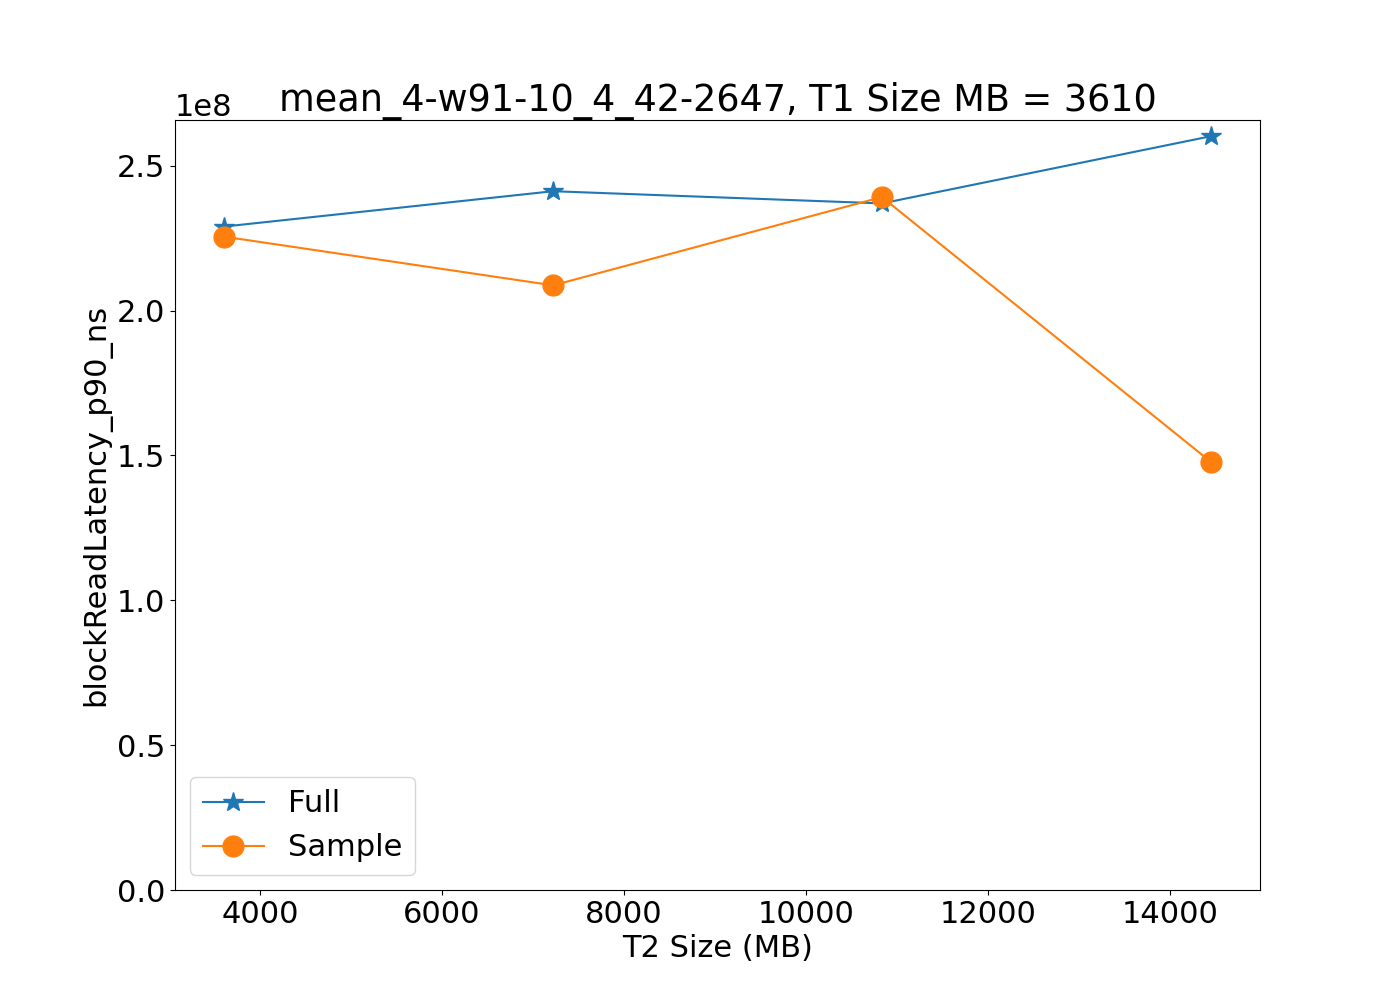 1e8
mean_4-w91-10_4_42-2647, T1 Size MB = 3610
2.5
2.0
1.5
1.0
0.5
0.0
blockReadLatency_p90_ns
Full
Sample
4000 6000 8000 10000 12000 14000
T2 Size (MB)